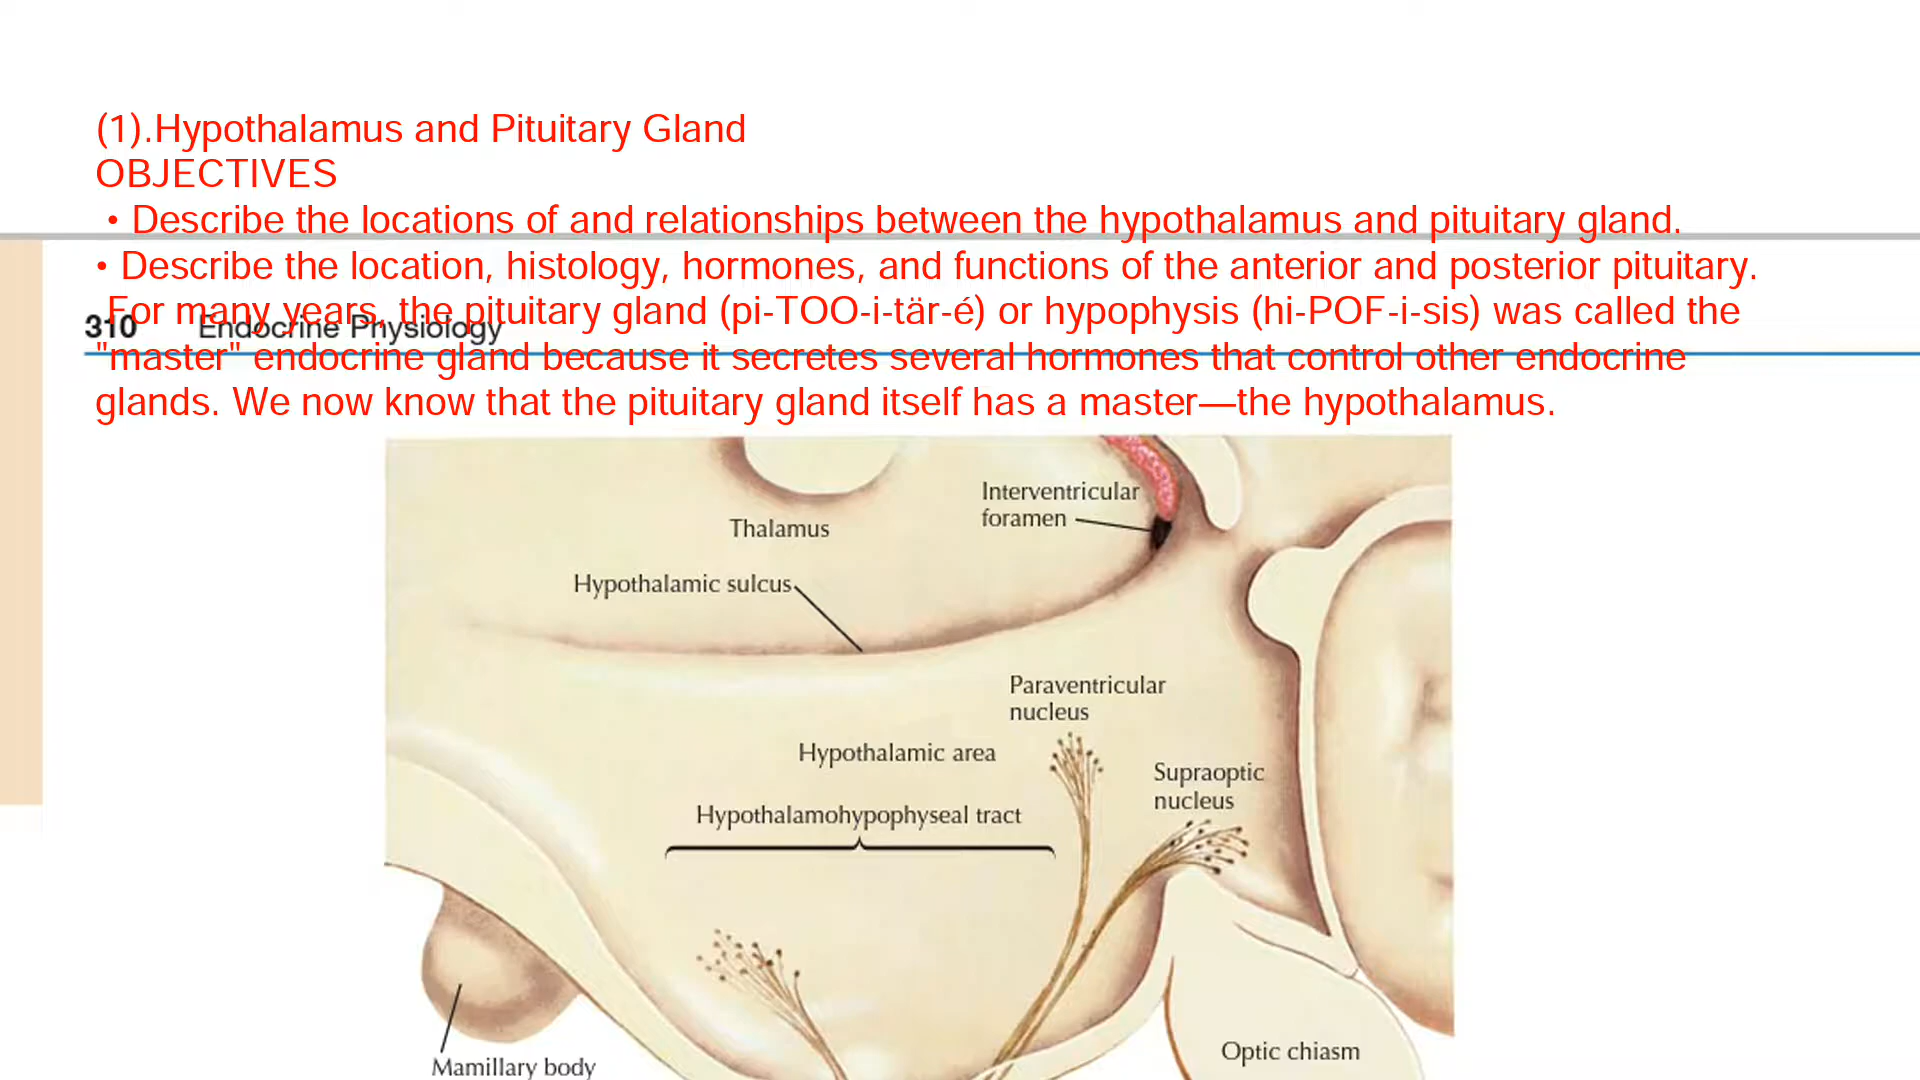 (1).Hypothalamus and Pituitary Gland
OBJECTIVES
• Describe the locations of and relationships between the hypothalamus and pituitary gland.
• Describe the location, histology, hormones, and functions of the anterior and posterior pituitary.
For many years, the pituitary gland (pi-TOO-i-tär-é) or hypophysis (hi-POF-i-sis) was called the
"master" endocrine gland because it secretes several hormones that control other endocrine
glands. We now know that the pituitary gland itself has a master—the hypothalamus.
310 Endocrine Physiology
Interventricular
foramen
Thalamus
Hypothalamic sulcus
Paraventricular
nucleus
Hypothalamic area
Supraoptic
nucleus
Hypothalamohypophyseal tract
Optic chiasm
Mamillary body